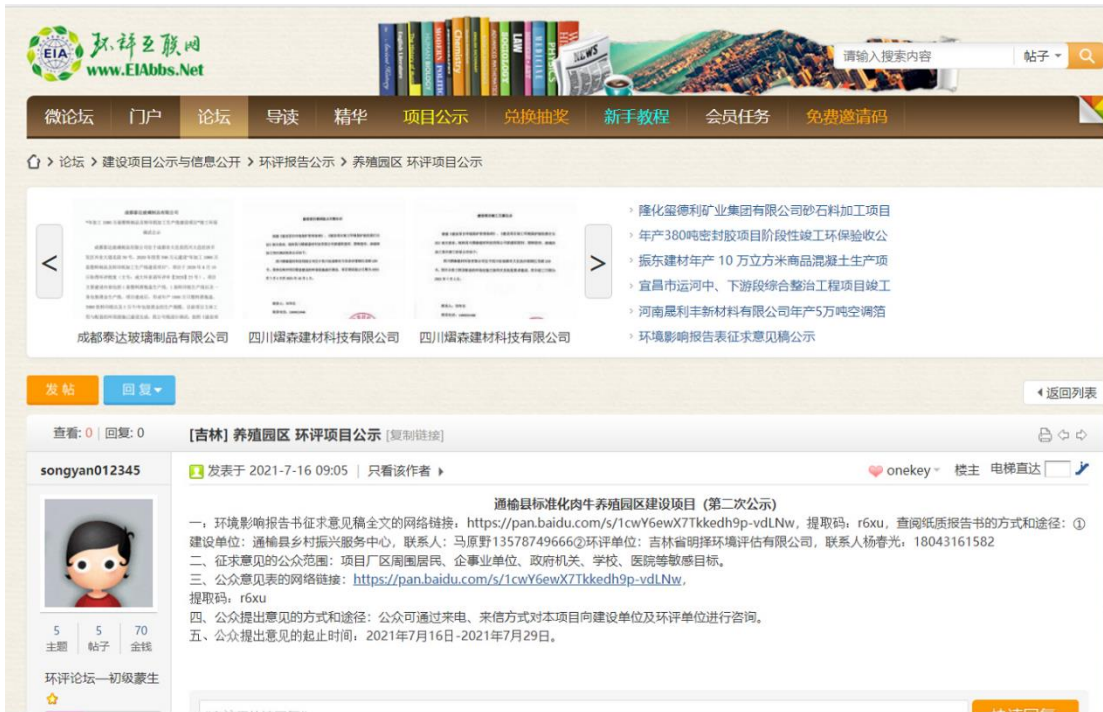 环评互联网
www.EIAbbs.Net
EIA
NEWS
请输入搜索内容 帖子
微论坛 门户 论坛 导读 精华 项目公示 兑换抽奖 新手教程 会员任务 免费邀请码
论坛 > 建设项目公示与信息公开 > 环评报告公示 > 养殖园区 环评项目公示
隆化玺德利矿业集团有限公司砂石料加工项目
年产380吨密封胶项目阶段性竣工环保验收公
振东建材年产 10 万立方米商品混凝土生产项
宜昌市运河中、下游段综合整治工程项目竣工
河南晟利丰新材料有限公司年产5万吨空调箔
环境影响报告表征求意见稿公示
成都泰达玻璃制品有限公司 四川熠森建材科技有限公司 四川熠森建材科技有限公司
发帖 回复 返回列表
查看: 0 | 回复: 0 [吉林] 养殖园区 环评项目公示 [复制链接]
songyan012345 发表于 2021-7-16 09:05 | 只看该作者 onekey 楼主 电梯直达
通榆县标准化肉牛养殖园区建设项目（第二次公示）
一；环境影响报告书征求意见稿全文的网络链接：https://pan.baidu.com/s/1cwY6ewX7Tkkedh9p-vdLNw，提取码：r6xu，查阅纸质报告书的方式和途径：①
建设单位：通榆县乡村振兴服务中心，联系人：马原野13578749666②环评单位：吉林省明择环境评估有限公司，联系人杨春光：18043161582
二、征求意见的公众范围：项目厂区周围居民、企事业单位、政府机关、学校、医院等敏感目标。
三、公众意见表的网络链接：https://pan.baidu.com/s/1cwY6ewX7Tkkedh9p-vdLNw，
提取码：r6xu
四、公众提出意见的方式和途径：公众可通过来电、来信方式对本项目向建设单位及环评单位进行咨询。
五、公众提出意见的起止时间：2021年7月16日-2021年7月29日。
5 5 70
主题 帖子 金钱
环评论坛—初级蒙生